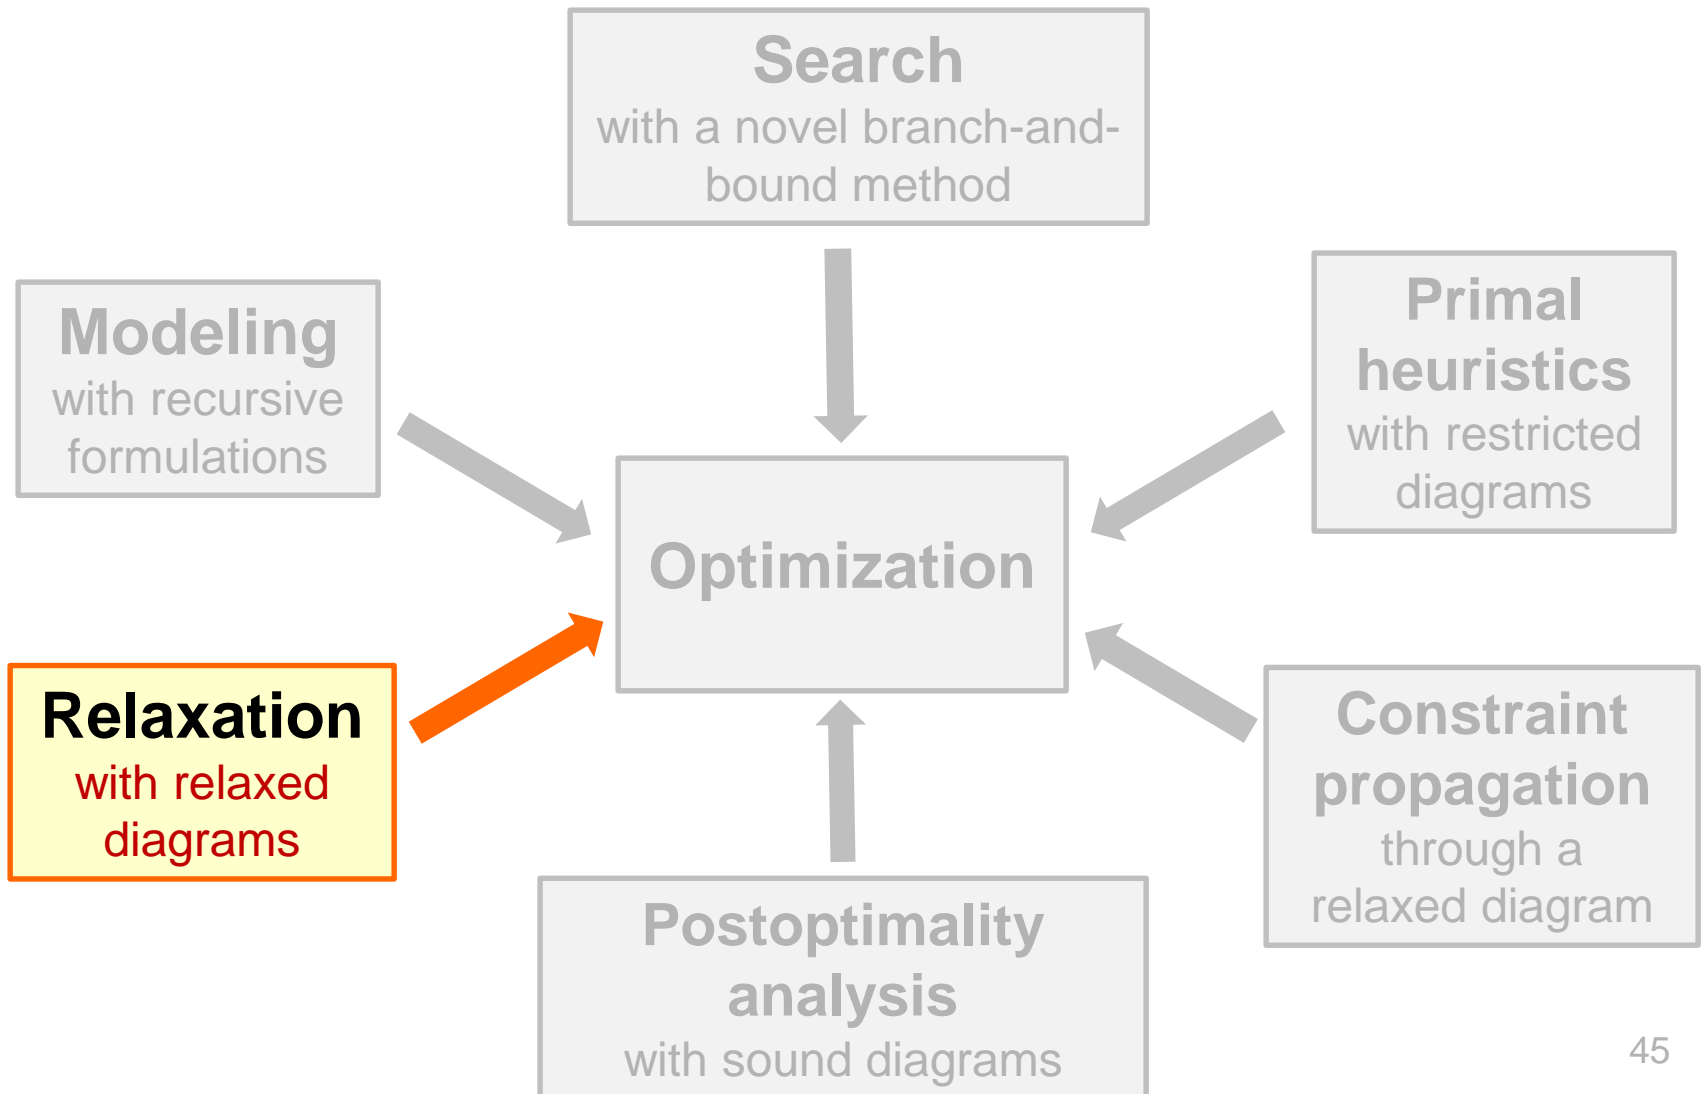 Search
with a novel branch-and-
bound method
Modeling
with recursive
formulations
Primal
heuristics
with restricted
diagrams
Optimization
Relaxation
with relaxed
diagrams
Constraint
propagation
through a
relaxed diagram
Postoptimality
analysis
with sound diagrams
45